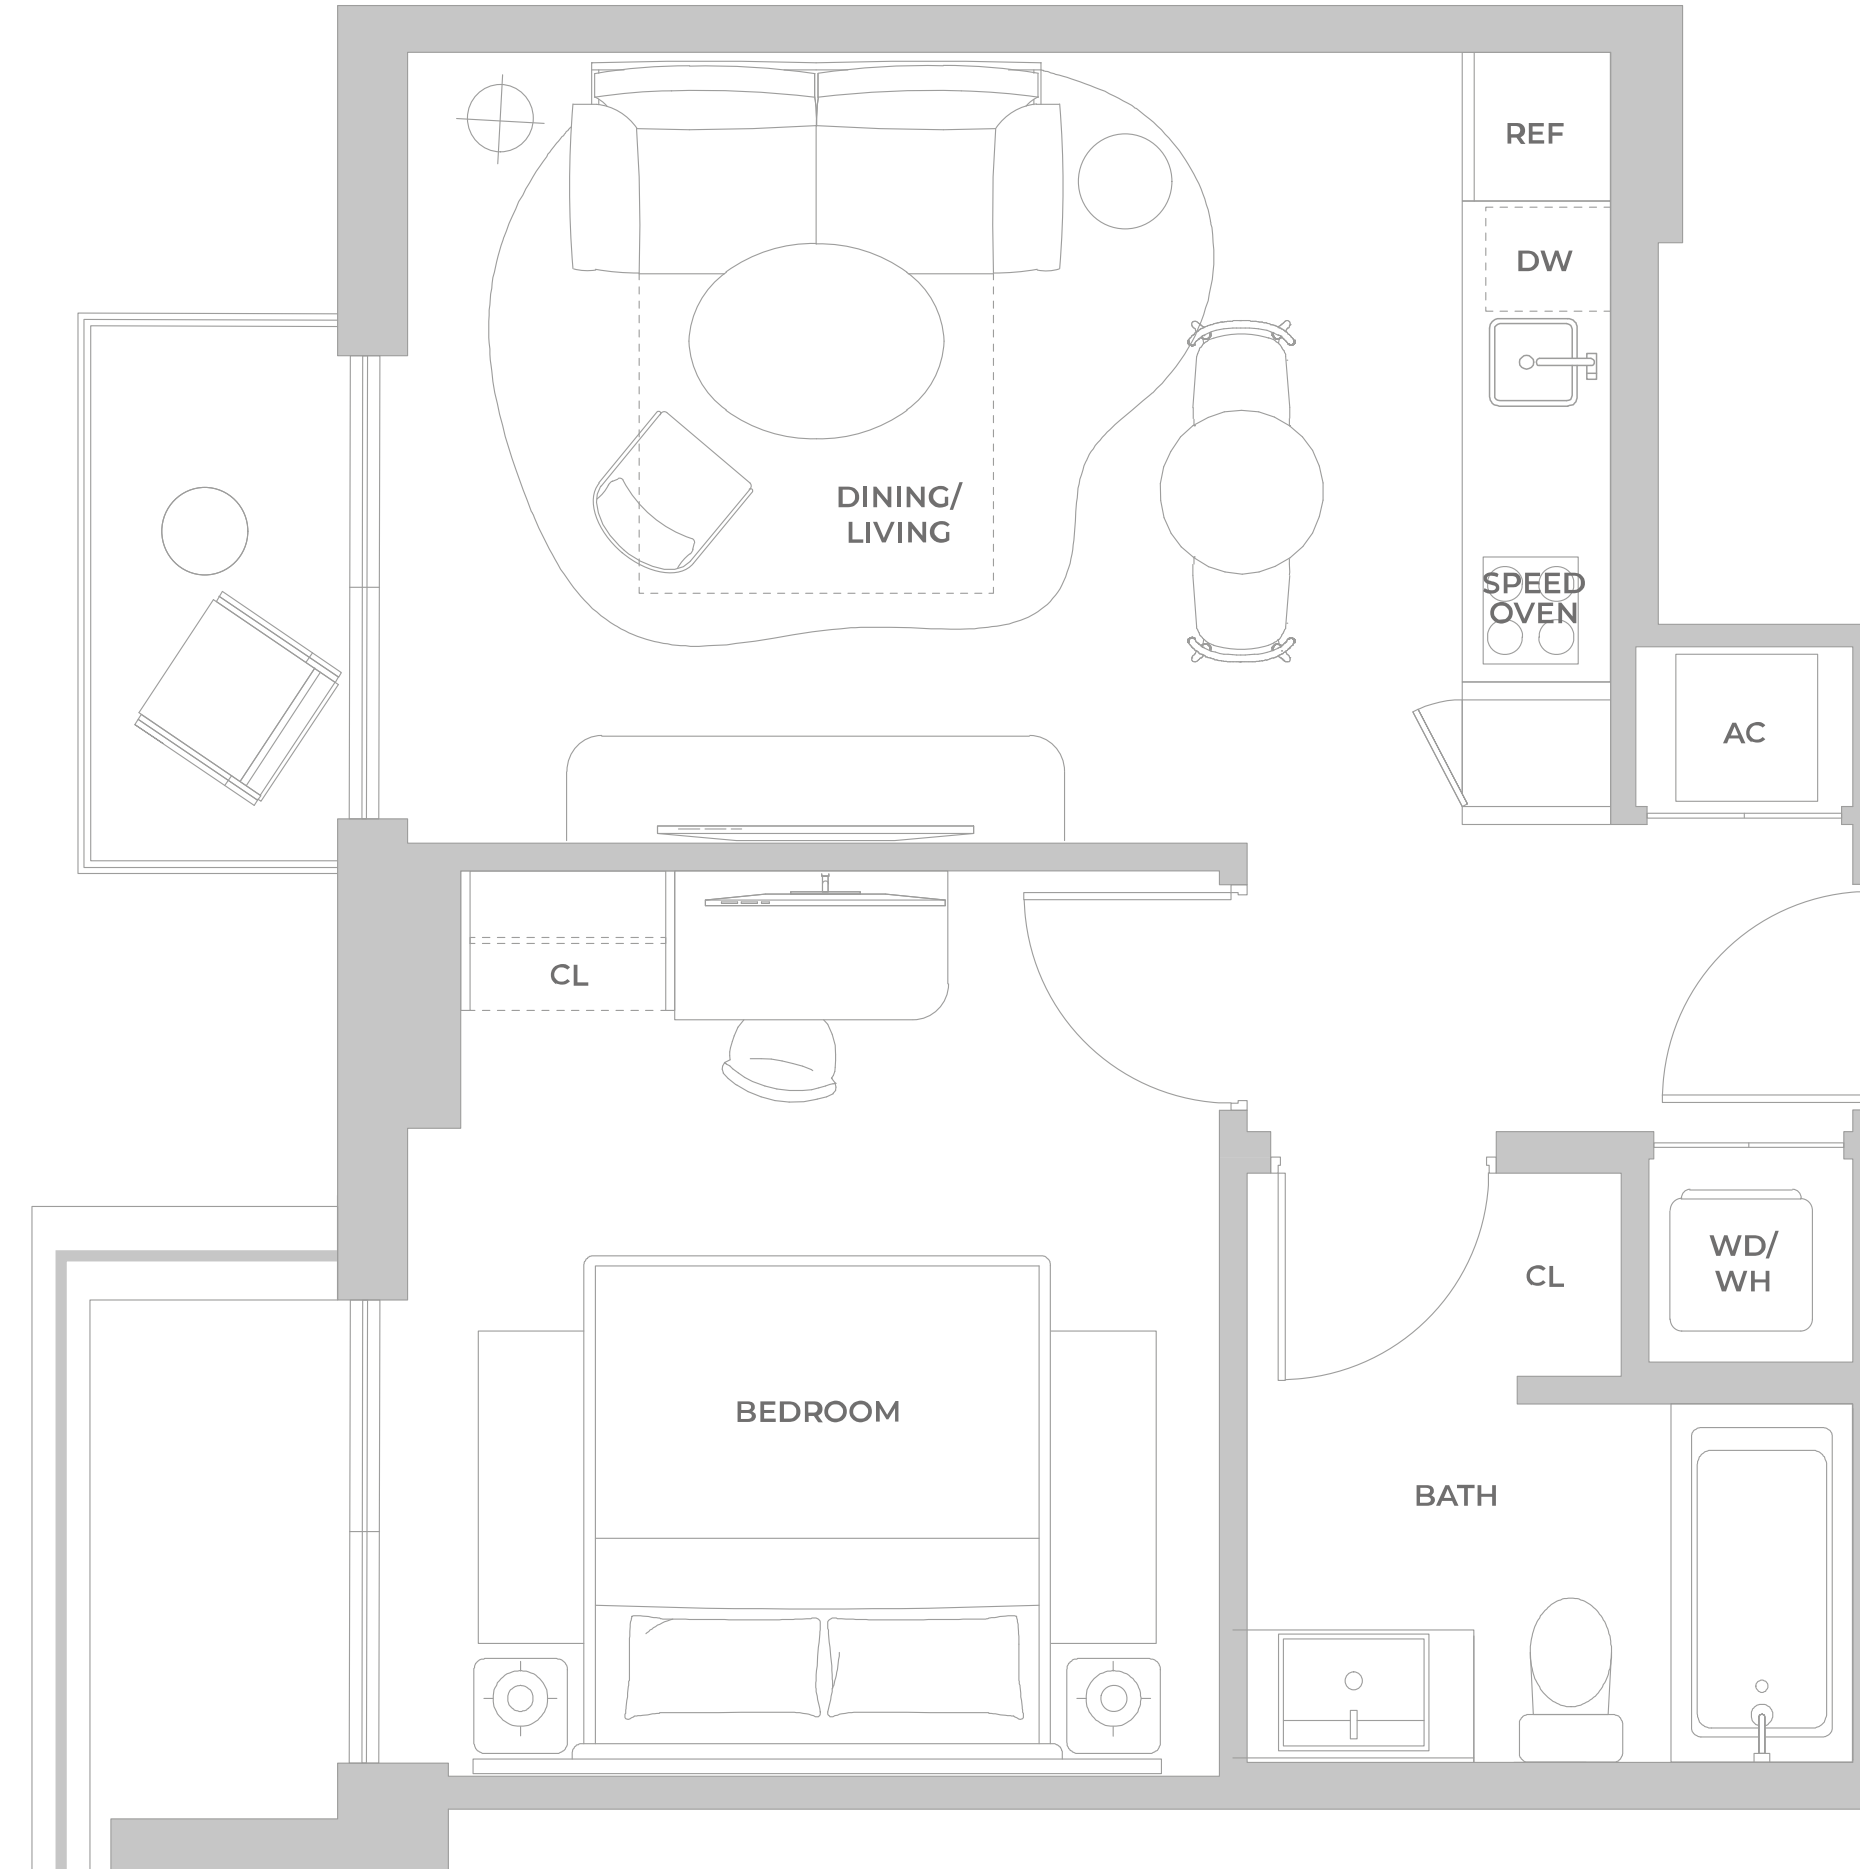 REF
DW
DINING/
LIVING
SPEED
OVEN
AC
CL
WD/
WH
CL
BEDROOM
BATH